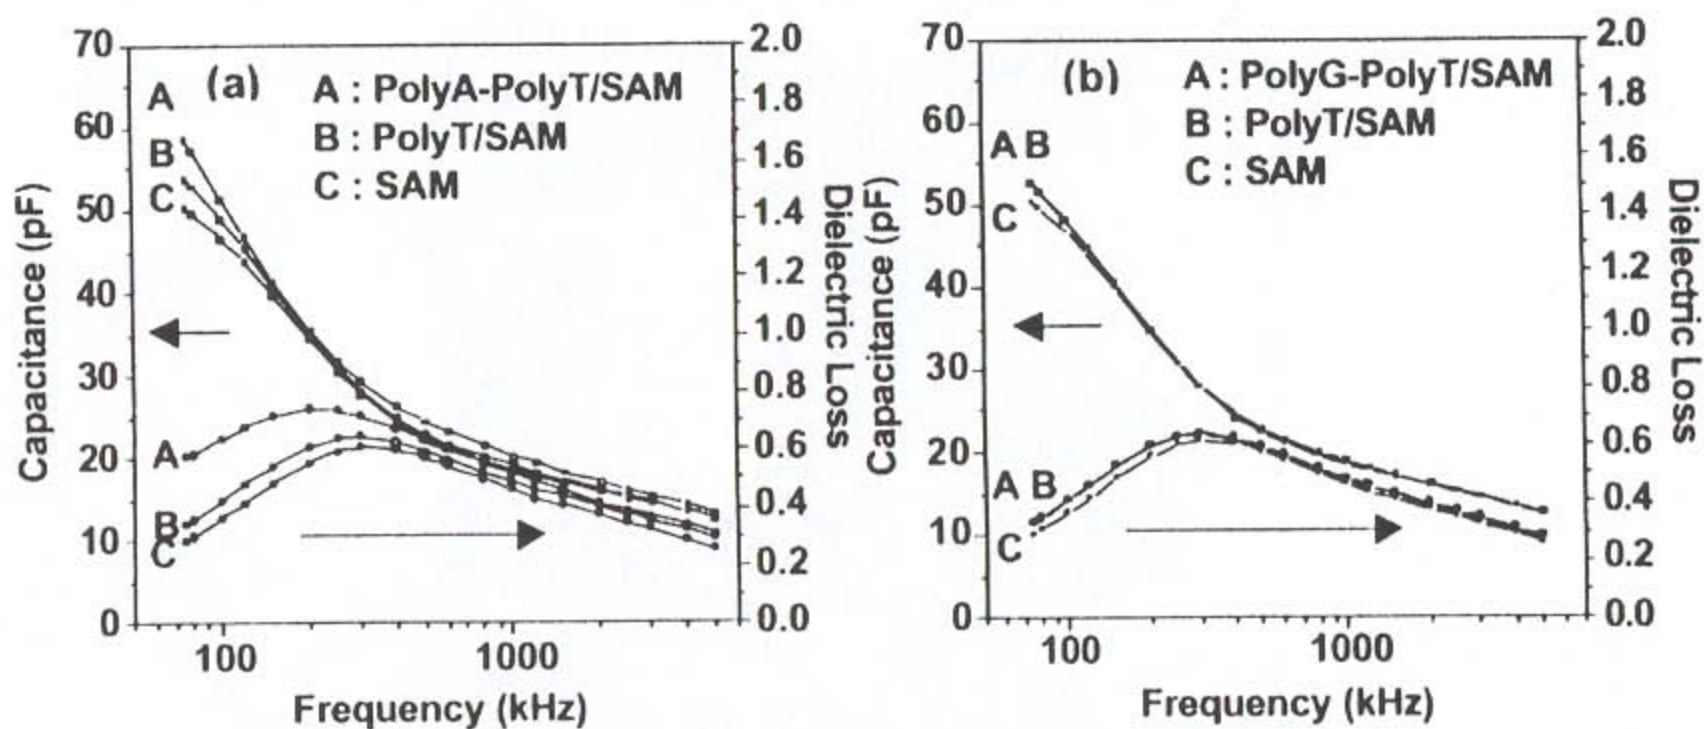 70
60
50
40
30
20
10
0
Capacitance (pF)
A
B
C
(a)
A : PolyA-PolyT/SAM
B : PolyT/SAM
C : SAM
A
B
C
2.0
1.8
1.6
1.4
1.2
1.0
0.8
0.6
0.4
0.2
0.0
Dielectric Loss
100
1000
Frequency (kHz)
70
60
50
40
30
20
10
0
Capacitance (pF)
A B
C
(b)
A : PolyG-PolyT/SAM
B : PolyT/SAM
C : SAM
A B
C
2.0
1.8
1.6
1.4
1.2
1.0
0.8
0.6
0.4
0.2
0.0
Dielectric Loss
100
1000
Frequency (kHz)